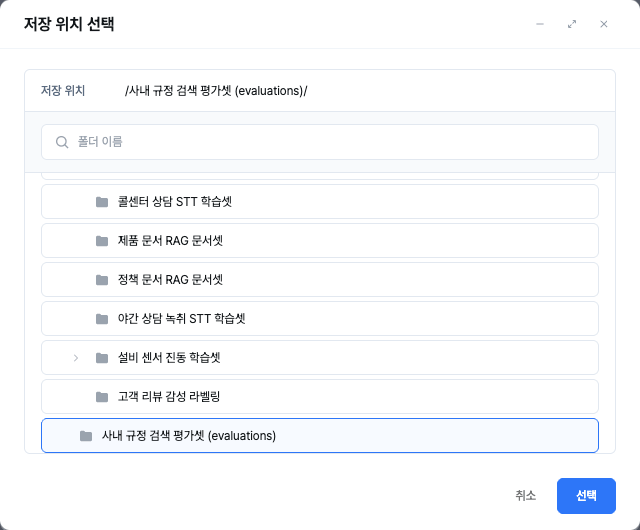 저장 위치 선택
저장 위치 /사내 규정 검색 평가셋 (evaluations)/
폴더 이름
콜센터 상담 STT 학습셋
제품 문서 RAG 문서셋
정책 문서 RAG 문서셋
야간 상담 녹취 STT 학습셋
설비 센서 진동 학습셋
고객 리뷰 감성 라벨링
사내 규정 검색 평가셋 (evaluations)
취소 선택